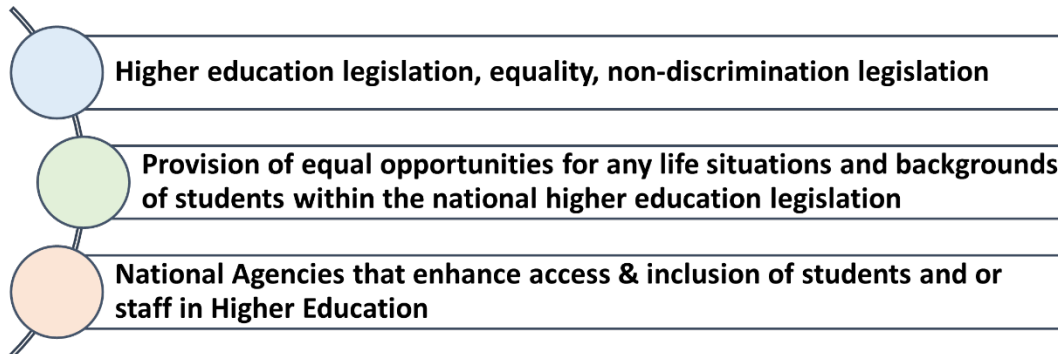 Higher education legislation, equality, non-discrimination legislation
Provision of equal opportunities for any life situations and backgrounds
of students within the national higher education legislation
National Agencies that enhance access & inclusion of students and or
staff in Higher Education